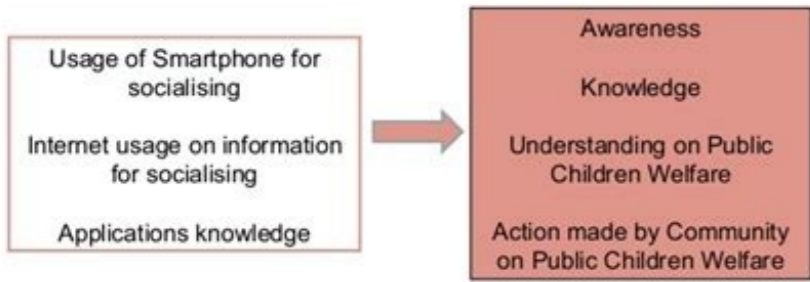 Usage of Smartphone for
socialising
Internet usage on information
for socialising
Applications knowledge
Awareness
Knowledge
Understanding on Public
Children Welfare
Action made by Community
on Public Children Welfare